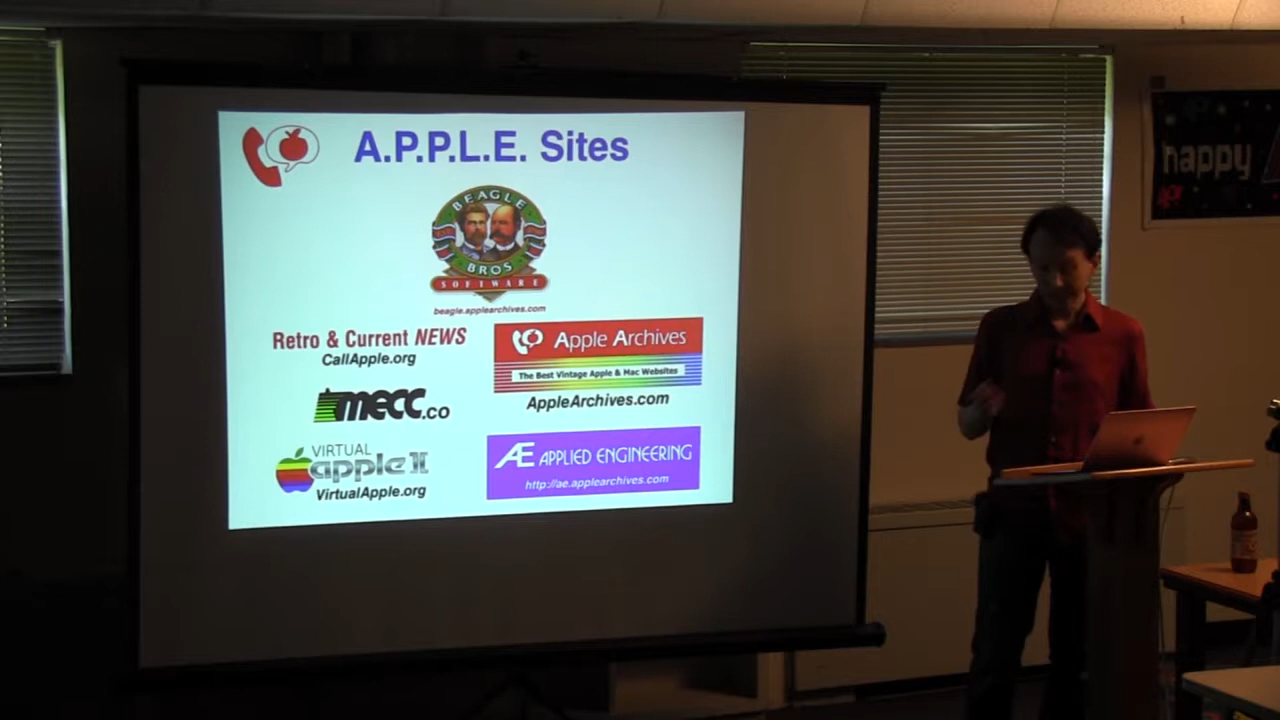 A.P.P.L.E. Sites
BEAGLE
BROS
SOFTWARE
beagle.applearchives.com
Retro & Current NEWS
CallApple.org
mecc.co
VIRTUAL
apple II
VirtualApple.org
Apple Archives
The Best Vintage Apple & Mac Websites
AppleArchives.com
AE APPLIED ENGINEERING
http://ae.applearchives.com
happy